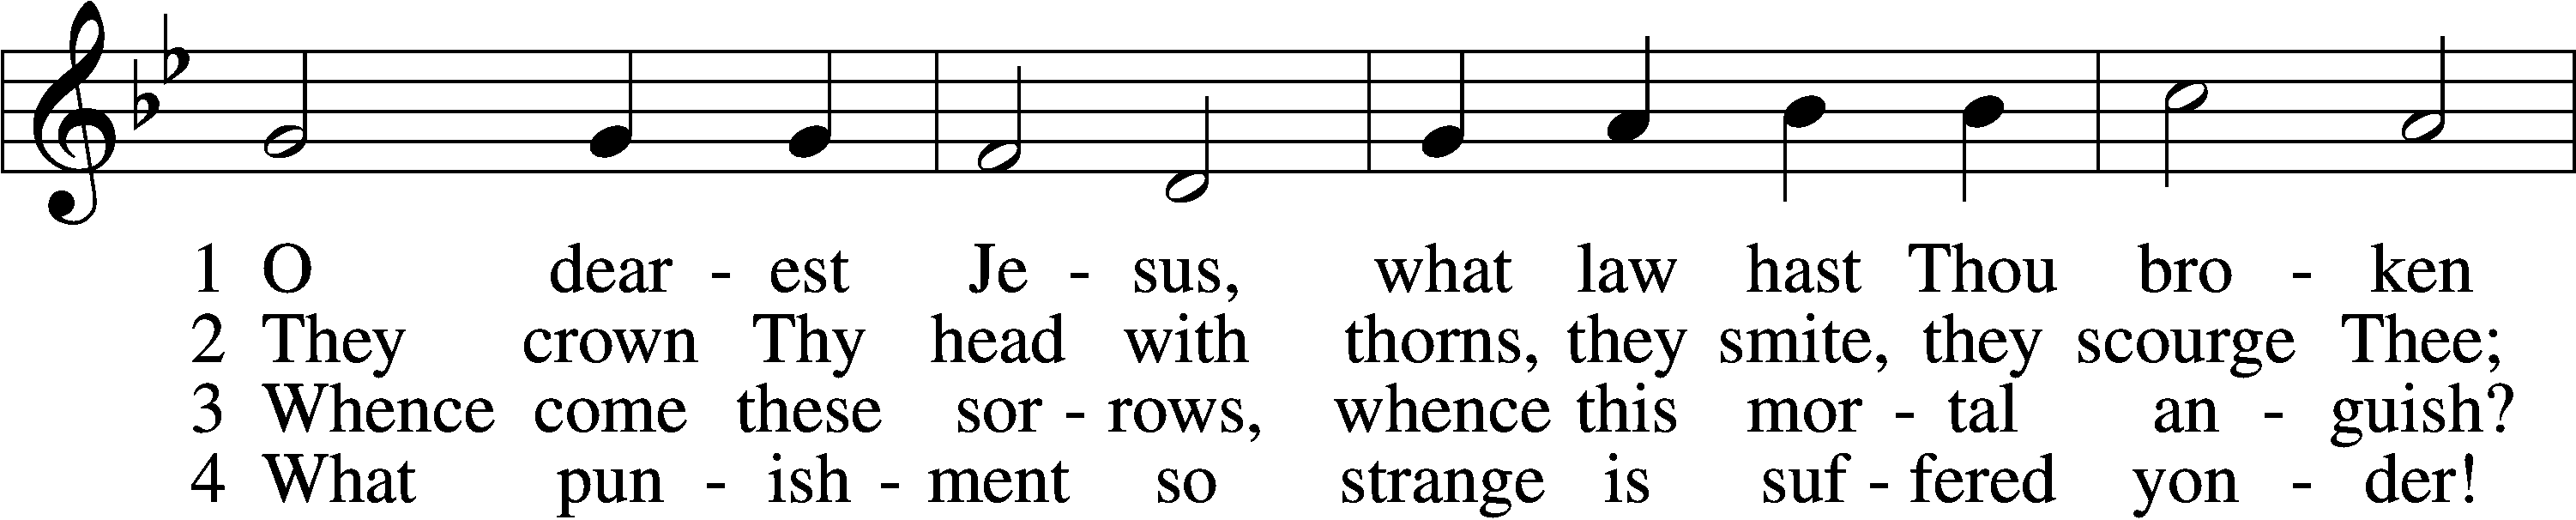 1 O dear - est Je - sus, what law hast Thou bro - ken
2 They crown Thy head with thorns, they smite, they scourge Thee;
3 Whence come these sor - rows, whence this mor - tal an - guish?
4 What pun - ish - ment so strange is suf - fered yon - der!